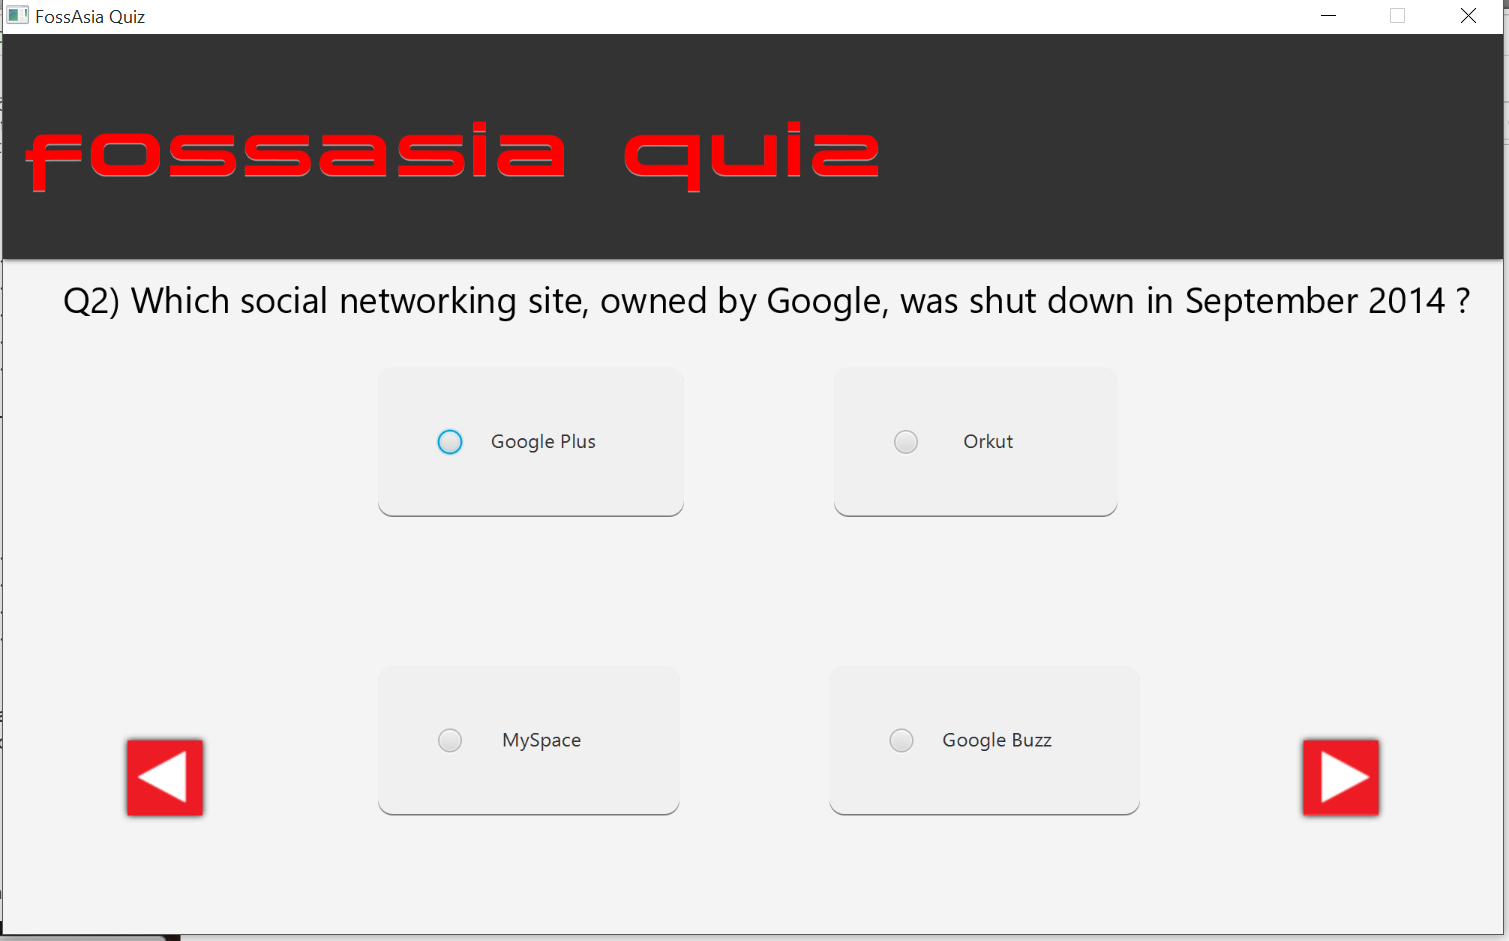 FossAsia Quiz
fossasia quiz
Q2) Which social networking site, owned by Google, was shut down in September 2014 ?
Google Plus
Orkut
MySpace
Google Buzz